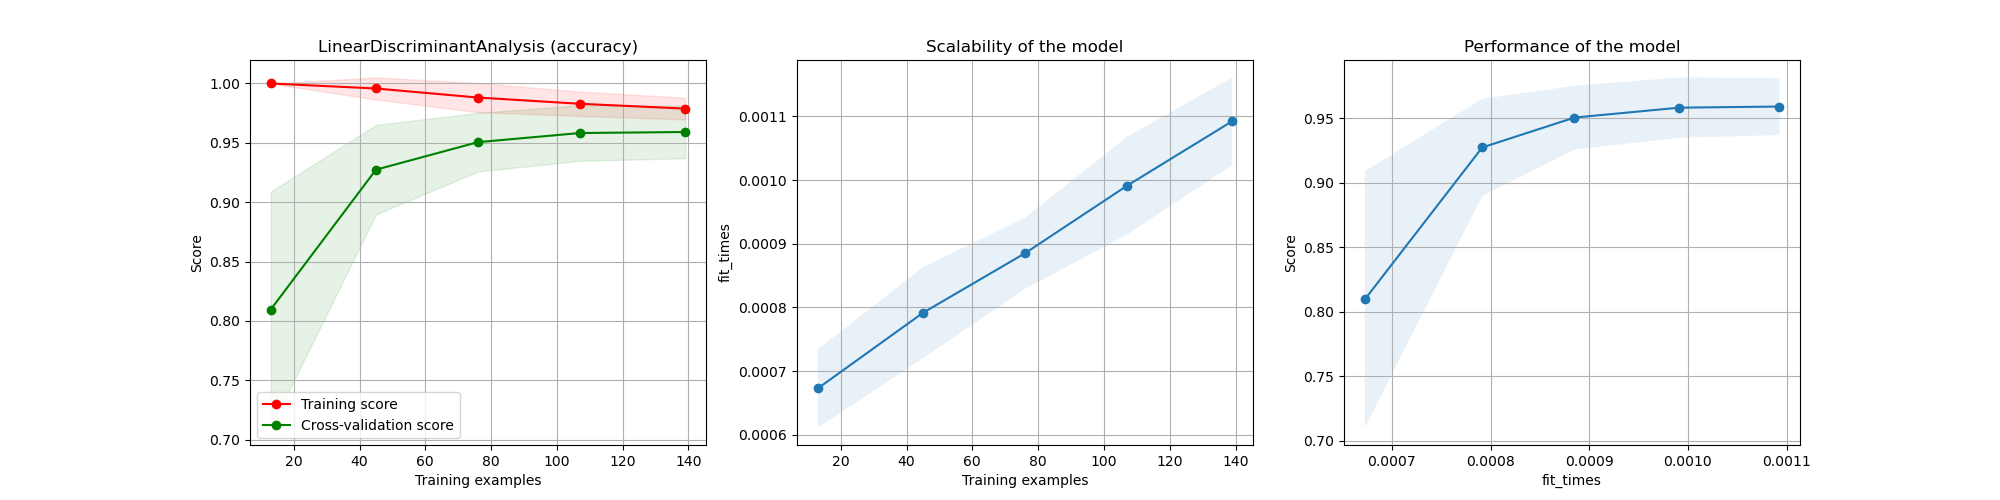 LinearDiscriminantAnalysis (accuracy)
Score
1.00
0.95
0.90
0.85
0.80
0.75
0.70
Training score
Cross-validation score
20 40 60 80 100 120 140
Training examples
Scalability of the model
fit_times
0.0011
0.0010
0.0009
0.0008
0.0007
0.0006
20 40 60 80 100 120 140
Training examples
Performance of the model
Score
0.95
0.90
0.85
0.80
0.75
0.70
0.0007 0.0008 0.0009 0.0010 0.0011
fit_times